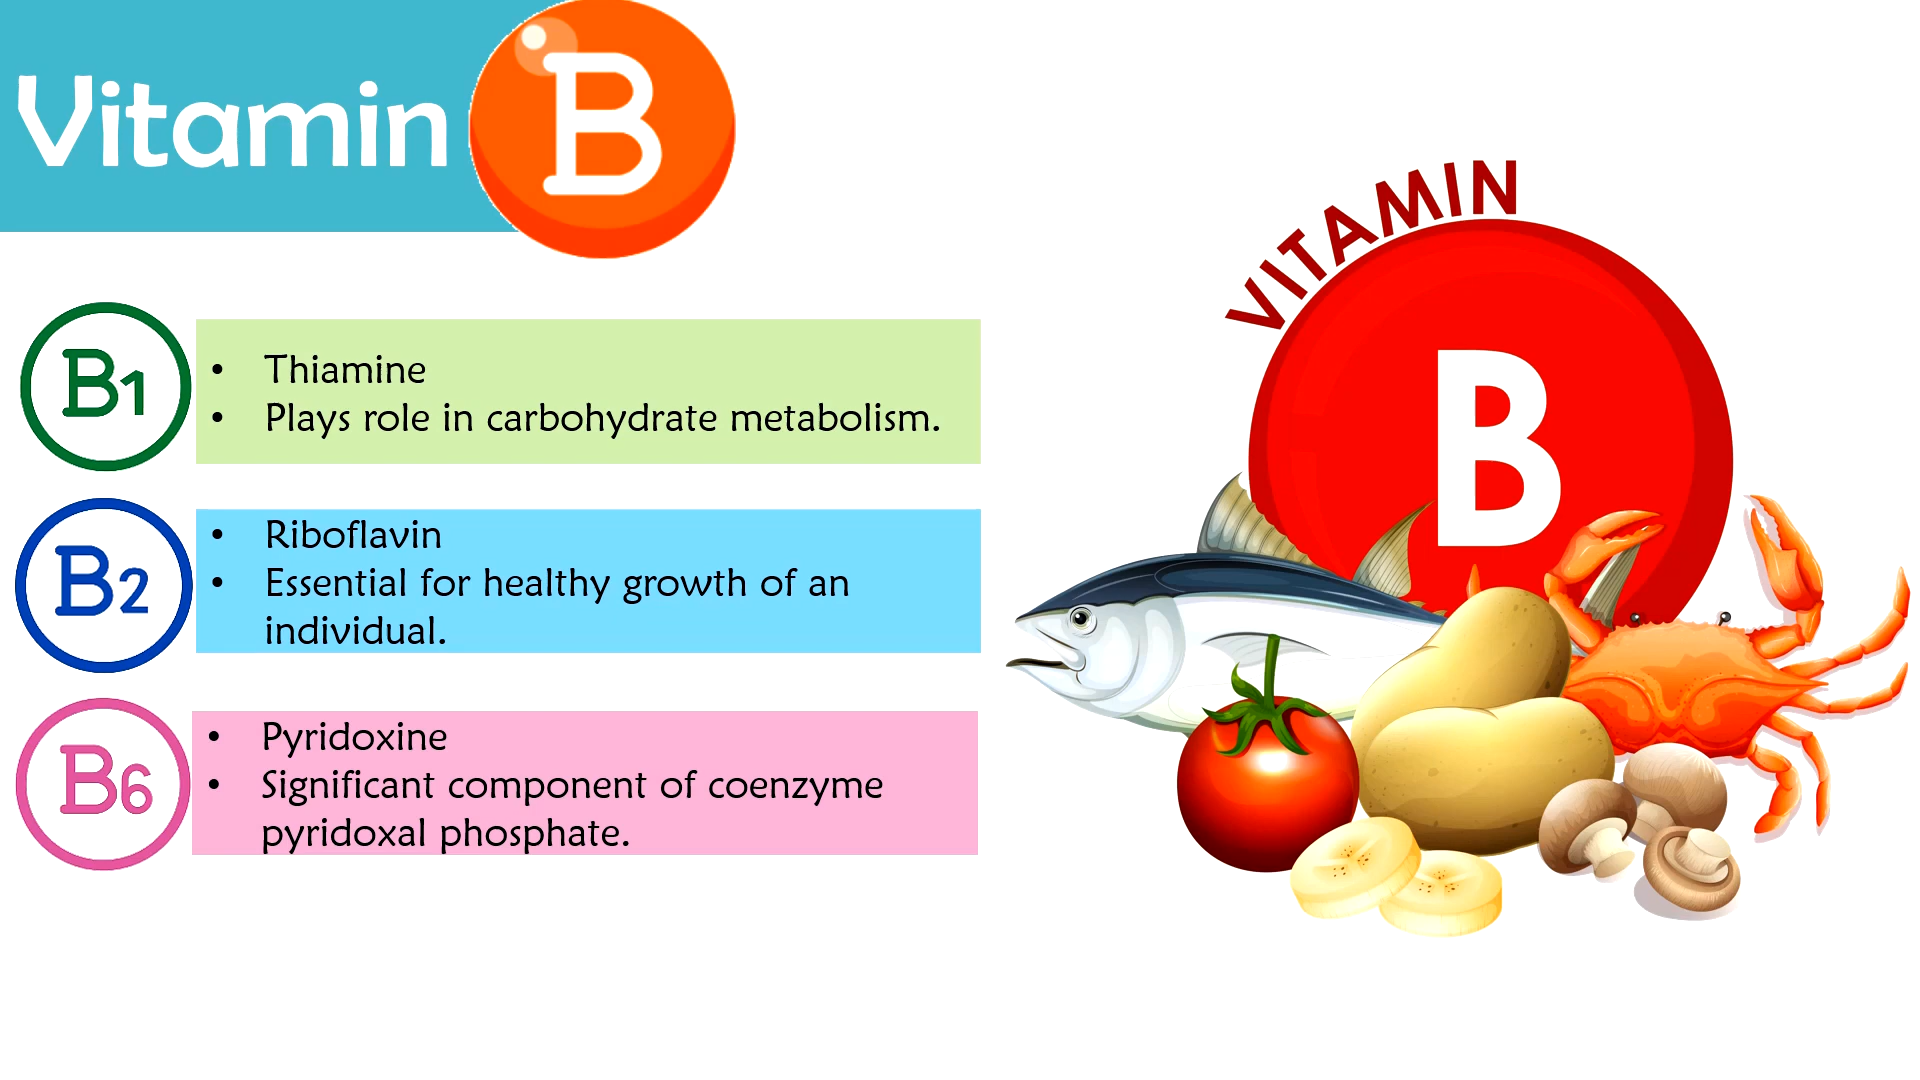 Vitamin B
B1
• Thiamine
• Plays role in carbohydrate metabolism.
B2
• Riboflavin
• Essential for healthy growth of an
individual.
B6
• Pyridoxine
• Significant component of coenzyme
pyridoxal phosphate.
VITAMIN
B